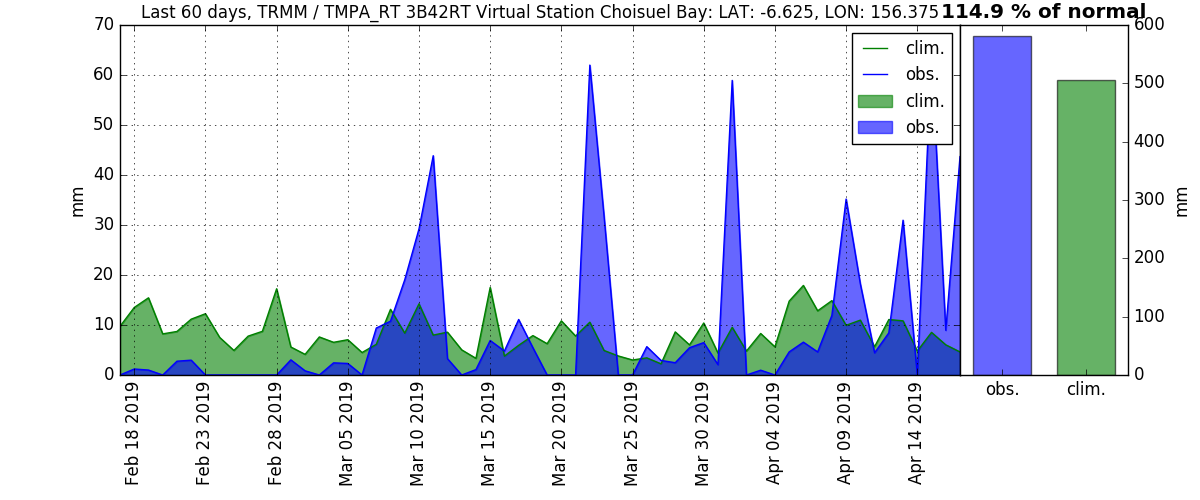 Last 60 days, TRMM / TMPA_RT 3B42RT Virtual Station Choisuel Bay: LAT: -6.625, LON: 156.375
114.9 % of normal
70
60
50
40
30
20
10
0
mm
clim.
obs.
clim.
obs.
Feb 18 2019
Feb 23 2019
Feb 28 2019
Mar 05 2019
Mar 10 2019
Mar 15 2019
Mar 20 2019
Mar 25 2019
Mar 30 2019
Apr 04 2019
Apr 09 2019
Apr 14 2019
600
500
400
300
200
100
0
mm
obs.
clim.